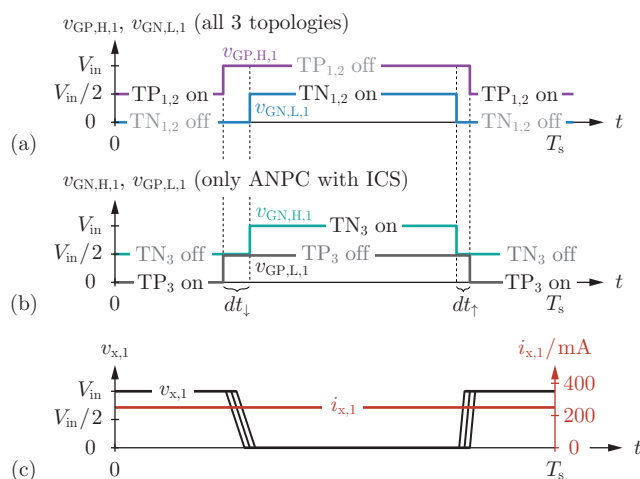 v_GP,H,1, v_GN,L,1 (all 3 topologies)
V_in
v_GP,H,1
TP_1,2 off
V_in/2
TP_1,2 on
TN_1,2 on
TP_1,2 on
0
TN_1,2 off
v_GN,L,1
TN_1,2 off
t
(a)
0
T_s
v_GN,H,1, v_GP,L,1 (only ANPC with ICS)
V_in
v_GN,H,1
TN_3 on
V_in/2
TN_3 off
TP_3 off
TN_3 off
v_GP,L,1
0
TP_3 on
TP_3 on
t
(b)
0
dt↓
dt↑
T_s
v_x,1
i_x,1/mA
V_in
v_x,1
400
V_in/2
i_x,1
200
0
0
t
(c)
0
T_s